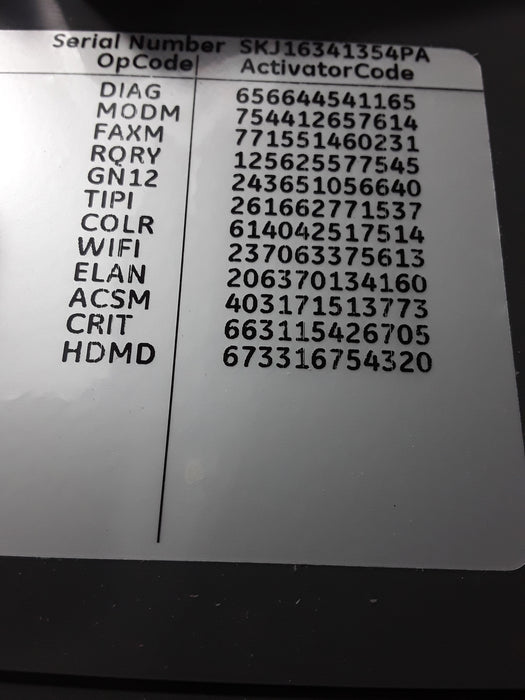 Serial Number SKJ16341354PA
OpCode ActivatorCode
DIAG 656644541165
MODM 754412657614
FAXM 771551460231
RQRY 125625577545
GN12 243651056640
TIPI 261662771537
COLR 614042517514
WIFI 237063375613
ELAN 206370134160
ACSM 403171513773
CRIT 663115426705
HDMD 673316754320